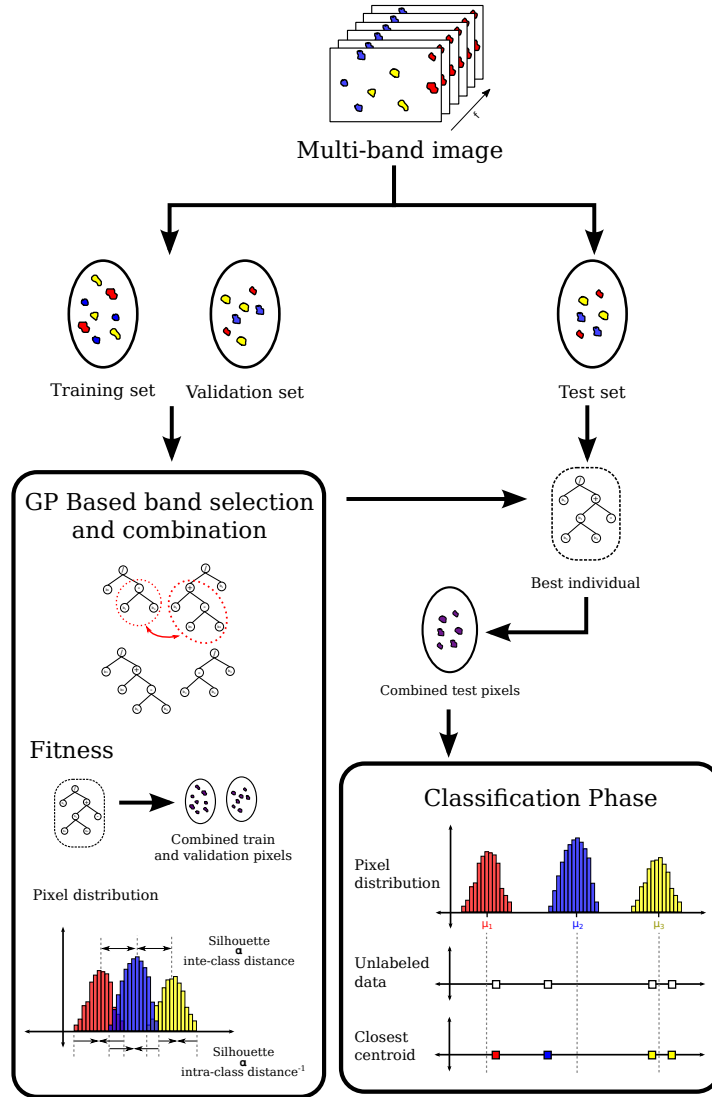 f
Multi-band image
Training set
Validation set
Test set
GP Based band selection
and combination
Best individual
Combined test pixels
Fitness
Combined train
and validation pixels
Pixel distribution
Silhouette
α
inte-class distance
Silhouette
α
intra-class distance⁻¹
Classification Phase
Pixel
distribution
μ₁
μ₂
μ₃
Unlabeled
data
Closest
centroid